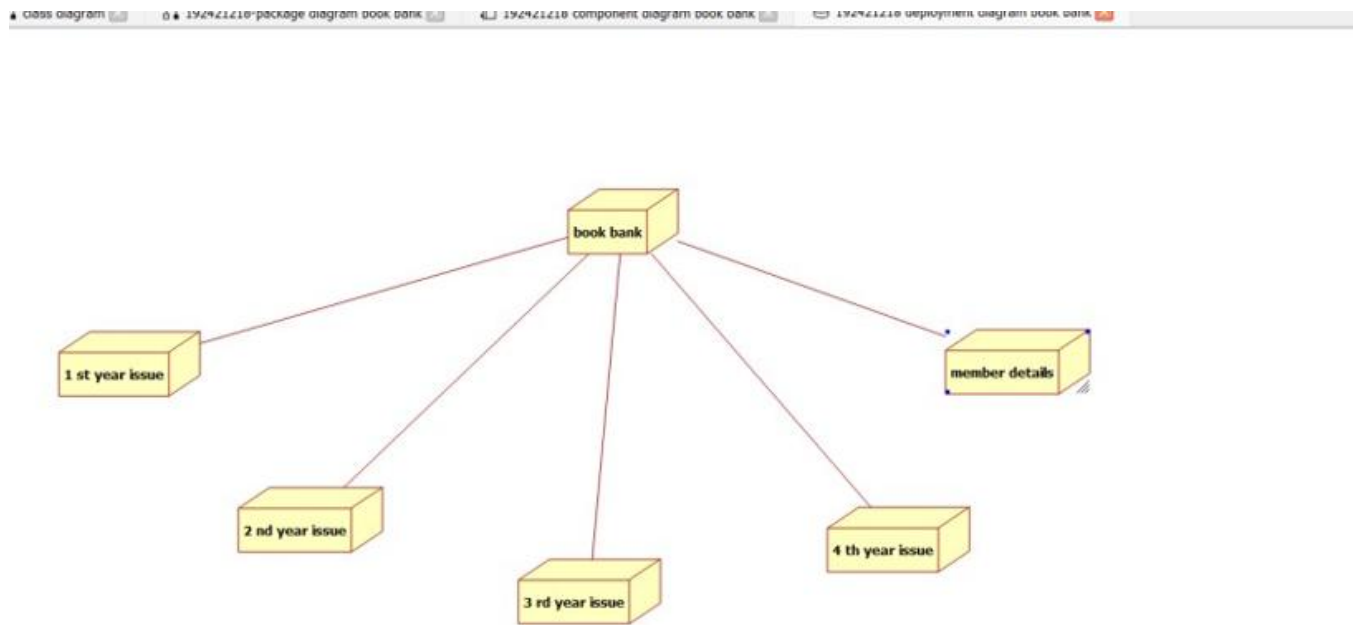 class diagram
192421218-package diagram book bank
192421218 component diagram book bank
192421218 deployment diagram book bank
book bank
1 st year issue
member details
2 nd year issue
4 th year issue
3 rd year issue